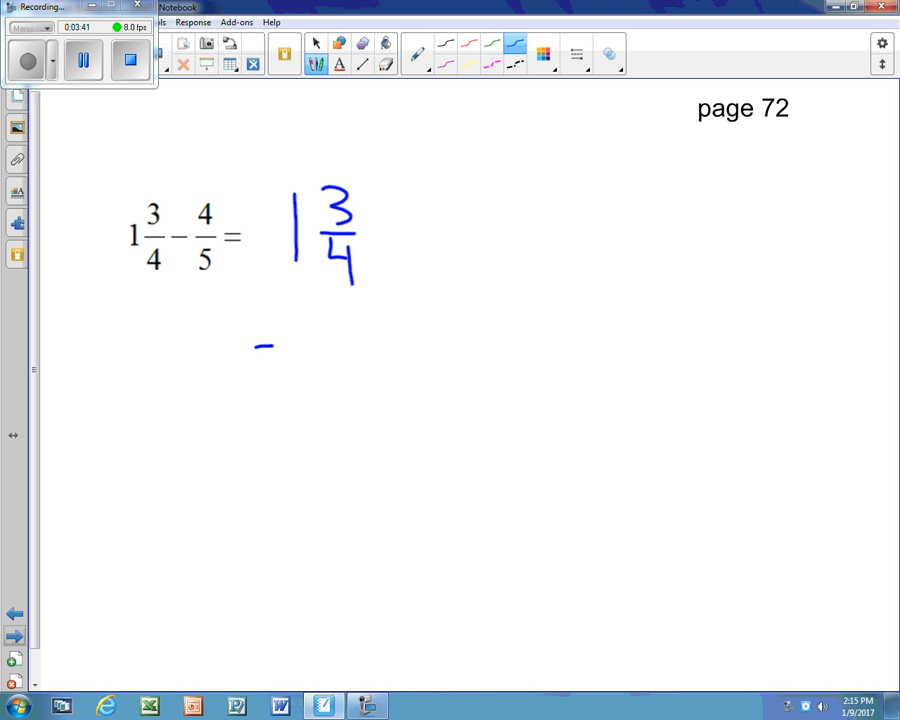 Recording...
Notebook
Menu
0:03:41
8.0 fps
Response Add-ons Help
page 72
1 3/4 − 4/5 = 1 3/4
−
2:15 PM
1/9/2017